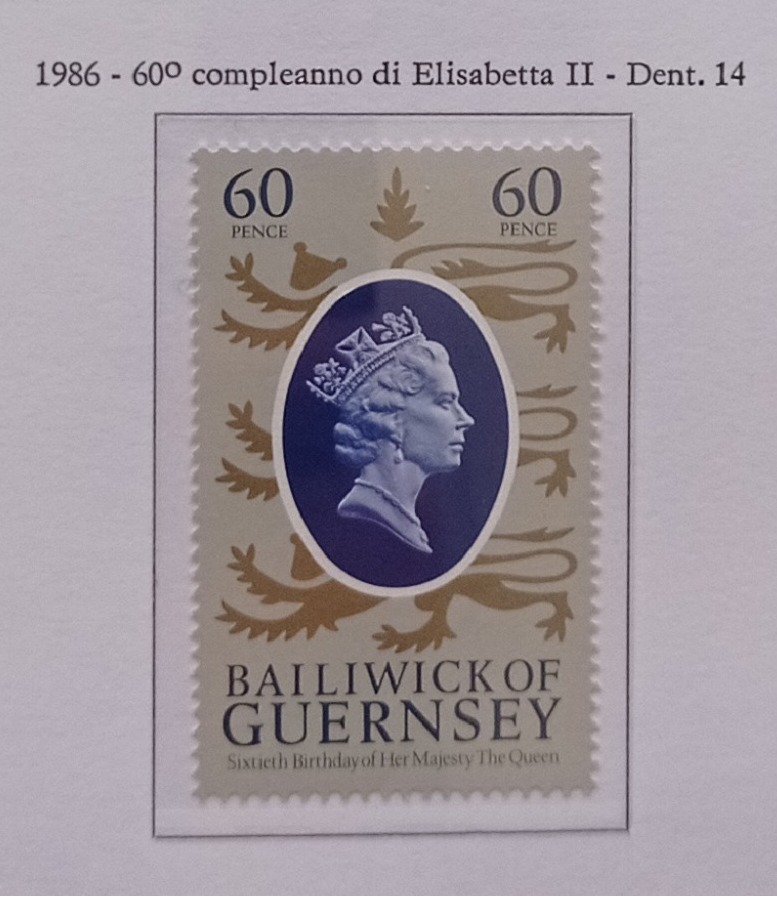 1986 - 60º compleanno di Elisabetta II - Dent. 14
60 60
PENCE PENCE
BAILIWICK OF
GUERNSEY
Sixtieth Birthday of Her Majesty The Queen